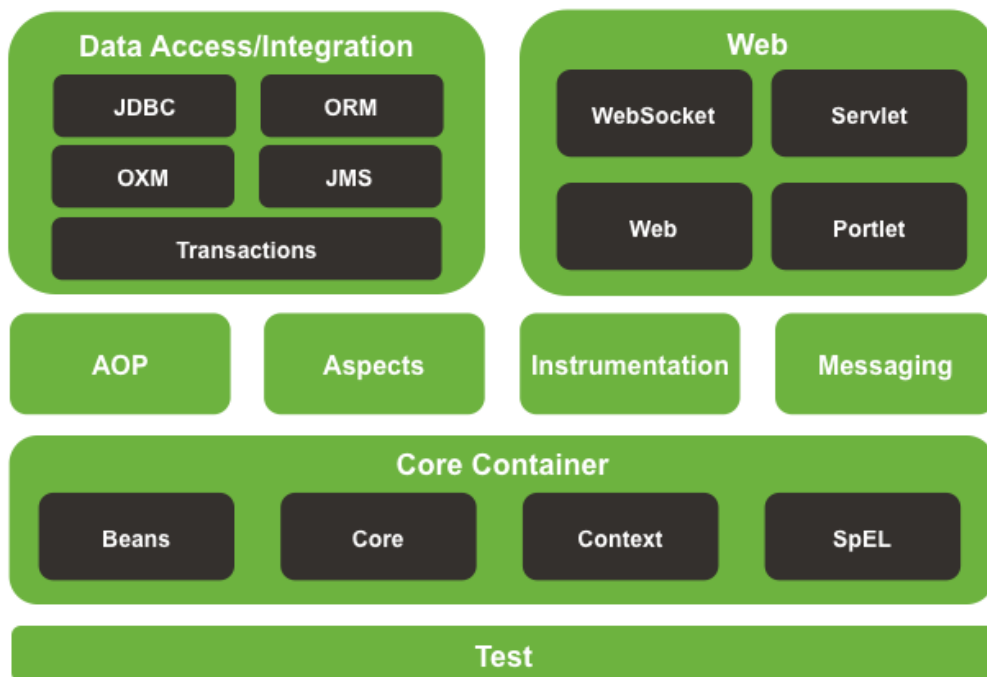 Data Access/Integration
JDBC
ORM
OXM
JMS
Transactions
Web
WebSocket
Servlet
Web
Portlet
AOP
Aspects
Instrumentation
Messaging
Core Container
Beans
Core
Context
SpEL
Test